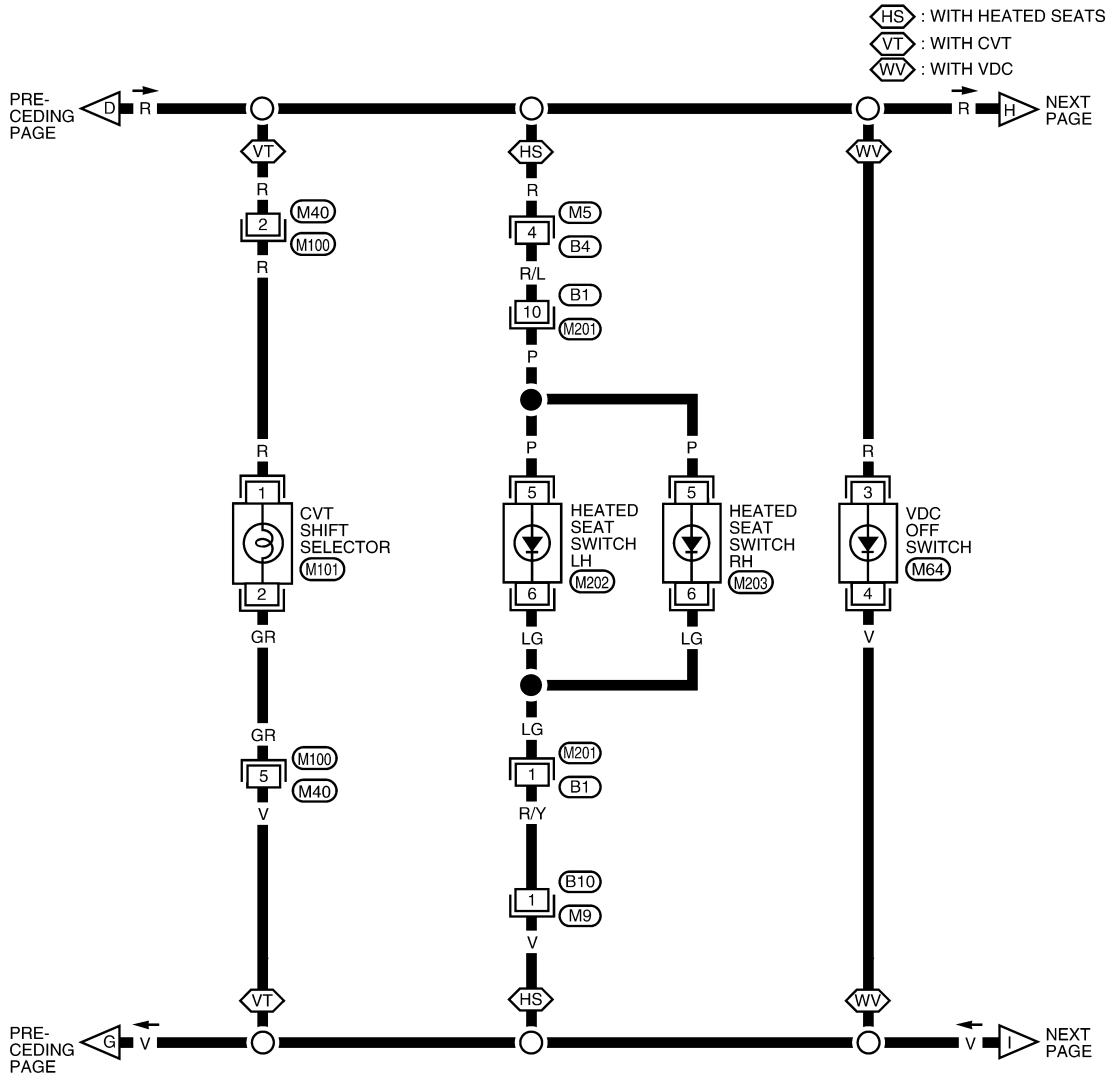 HS : WITH HEATED SEATS
VT : WITH CVT
WV : WITH VDC
PRE-
CEDING
PAGE
D
R
R
H
NEXT
PAGE
VT
HS
WV
R
R
2
M40
M100
4
M5
B4
R
R/L
10
B1
M201
P
R
P
P
R
1
5
5
3
CVT
SHIFT
SELECTOR
M101
HEATED
SEAT
SWITCH
LH
M202
HEATED
SEAT
SWITCH
RH
M203
VDC
OFF
SWITCH
M64
2
6
6
4
GR
LG
LG
V
GR
LG
5
M100
M40
1
M201
B1
V
R/Y
1
B10
M9
V
VT
HS
WV
PRE-
CEDING
PAGE
G
V
V
I
NEXT
PAGE